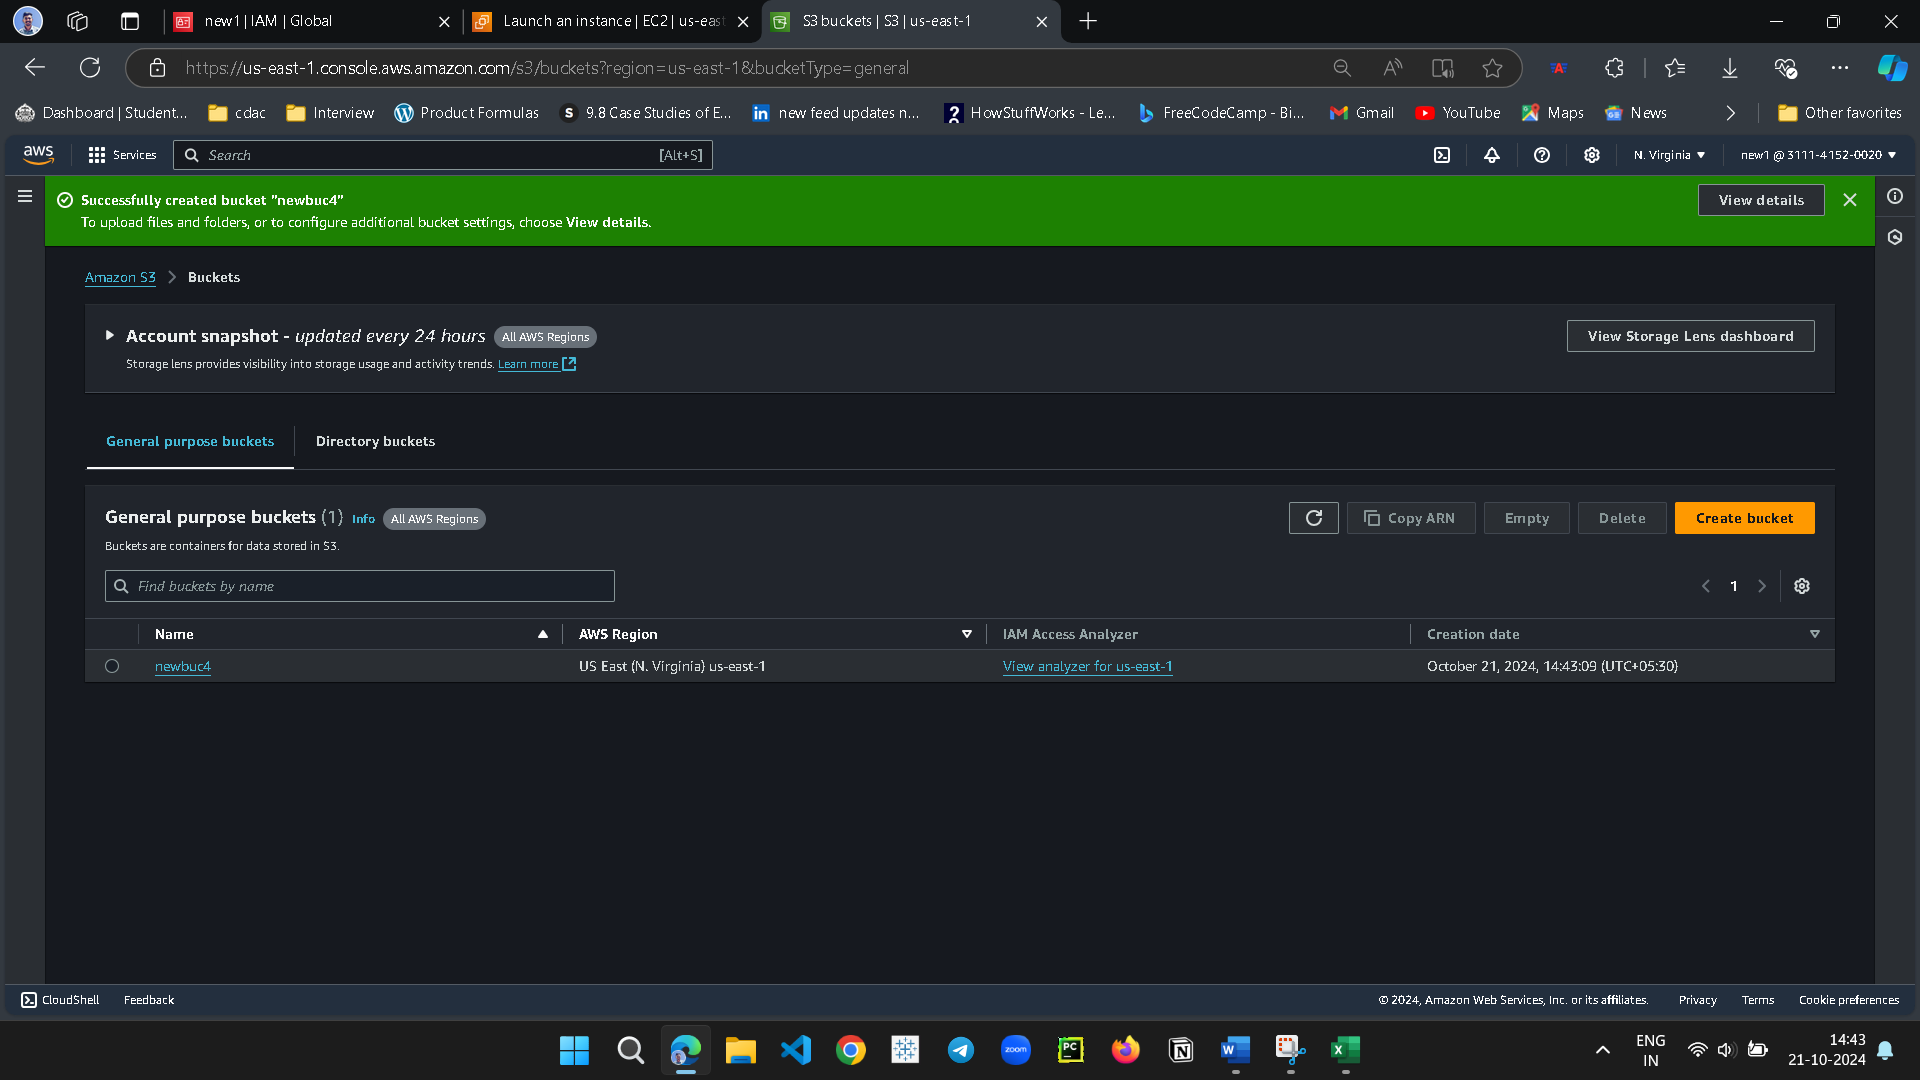 new1 | IAM | Global
Launch an instance | EC2 | us-east
S3 buckets | S3 | us-east-1
https://us-east-1.console.aws.amazon.com/s3/buckets?region=us-east-1&bucketType=general
Dashboard | Student...
cdac
Interview
Product Formulas
9.8 Case Studies of E...
new feed updates n...
HowStuffWorks - Le...
FreeCodeCamp - Bi...
Gmail
YouTube
Maps
News
Other favorites
aws
Services
Search
[Alt+S]
N. Virginia
new1 @ 3111-4152-0020
Successfully created bucket "newbuc4"
To upload files and folders, or to configure additional bucket settings, choose View details.
View details
Amazon S3
Buckets
Account snapshot - updated every 24 hours
All AWS Regions
Storage lens provides visibility into storage usage and activity trends. Learn more
View Storage Lens dashboard
General purpose buckets
Directory buckets
General purpose buckets (1)
Info
All AWS Regions
Buckets are containers for data stored in S3.
Copy ARN
Empty
Delete
Create bucket
Find buckets by name
1
Name
AWS Region
IAM Access Analyzer
Creation date
newbuc4
US East (N. Virginia) us-east-1
View analyzer for us-east-1
October 21, 2024, 14:43:09 (UTC+05:30)
CloudShell
Feedback
© 2024, Amazon Web Services, Inc. or its affiliates.
Privacy
Terms
Cookie preferences
zoom
PC
ENG
IN
14:43
21-10-2024